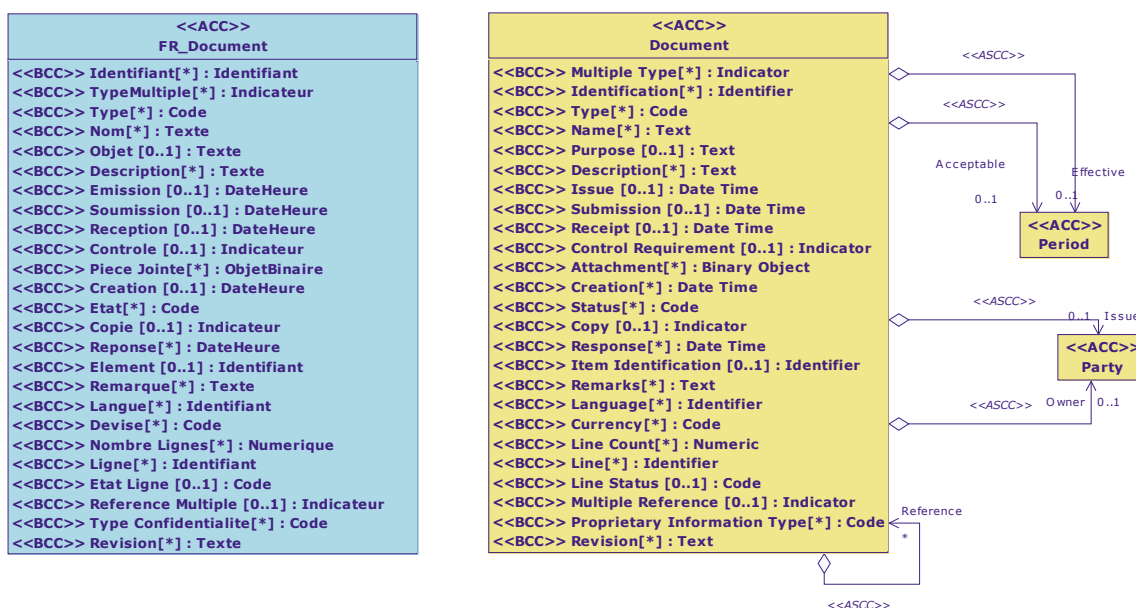 <<ACC>>
FR_Document
<<BCC>> Identifiant[*] : Identifiant
<<BCC>> TypeMultiple[*] : Indicateur
<<BCC>> Type[*] : Code
<<BCC>> Nom[*] : Texte
<<BCC>> Objet [0..1] : Texte
<<BCC>> Description[*] : Texte
<<BCC>> Emission [0..1] : DateHeure
<<BCC>> Soumission [0..1] : DateHeure
<<BCC>> Reception [0..1] : DateHeure
<<BCC>> Controle [0..1] : Indicateur
<<BCC>> Piece Jointe[*] : ObjetBinaire
<<BCC>> Creation [0..1] : DateHeure
<<BCC>> Etat[*] : Code
<<BCC>> Copie [0..1] : Indicateur
<<BCC>> Reponse[*] : DateHeure
<<BCC>> Element [0..1] : Identifiant
<<BCC>> Remarque[*] : Texte
<<BCC>> Langue[*] : Identifiant
<<BCC>> Devise[*] : Code
<<BCC>> Nombre Lignes[*] : Numerique
<<BCC>> Ligne[*] : Identifiant
<<BCC>> Etat Ligne [0..1] : Code
<<BCC>> Reference Multiple [0..1] : Indicateur
<<BCC>> Type Confidentialite[*] : Code
<<BCC>> Revision[*] : Texte
<<ACC>>
Document
<<BCC>> Multiple Type[*] : Indicator
<<BCC>> Identification[*] : Identifier
<<BCC>> Type[*] : Code
<<BCC>> Name[*] : Text
<<BCC>> Purpose [0..1] : Text
<<BCC>> Description[*] : Text
<<BCC>> Issue [0..1] : Date Time
<<BCC>> Submission [0..1] : Date Time
<<BCC>> Receipt [0..1] : Date Time
<<BCC>> Control Requirement [0..1] : Indicator
<<BCC>> Attachment[*] : Binary Object
<<BCC>> Creation[*] : Date Time
<<BCC>> Status[*] : Code
<<BCC>> Copy [0..1] : Indicator
<<BCC>> Response[*] : Date Time
<<BCC>> Item Identification [0..1] : Identifier
<<BCC>> Remarks[*] : Text
<<BCC>> Language[*] : Identifier
<<BCC>> Currency[*] : Code
<<BCC>> Line Count[*] : Numeric
<<BCC>> Line[*] : Identifier
<<BCC>> Line Status [0..1] : Code
<<BCC>> Multiple Reference [0..1] : Indicator
<<BCC>> Proprietary Information Type[*] : Code
<<BCC>> Revision[*] : Text
<<ASCC>>
<<ASCC>>
Acceptable
Effective
0..1
0..1
<<ACC>>
Period
<<ASCC>>
0..1 Issue
<<ACC>>
Party
<<ASCC>>
Owner 0..1
Reference
*
<<ASCC>>